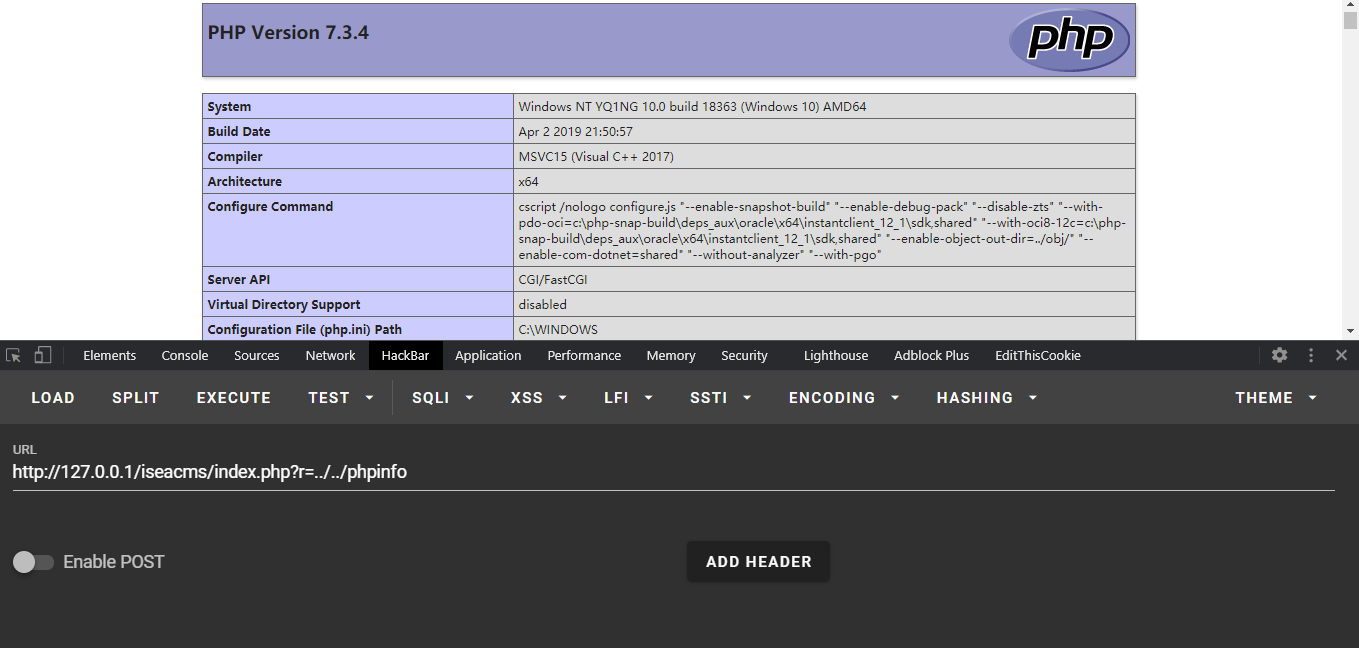 PHP Version 7.3.4
php
System Windows NT YQ1NG 10.0 build 18363 (Windows 10) AMD64
Build Date Apr 2 2019 21:50:57
Compiler MSVC15 (Visual C++ 2017)
Architecture x64
Configure Command cscript /nologo configure.js "--enable-snapshot-build" "--enable-debug-pack" "--disable-zts" "--with-
pdo-oci=c:\php-snap-build\deps_aux\oracle\x64\instantclient_12_1\sdk,shared" "--with-oci8-12c=c:\php-
snap-build\deps_aux\oracle\x64\instantclient_12_1\sdk,shared" "--enable-object-out-dir=../obj/" "--
enable-com-dotnet=shared" "--without-analyzer" "--with-pgo"
Server API CGI/FastCGI
Virtual Directory Support disabled
Configuration File (php.ini) Path C:\WINDOWS
Elements Console Sources Network HackBar Application Performance Memory Security Lighthouse Adblock Plus EditThisCookie
LOAD SPLIT EXECUTE TEST SQLI XSS LFI SSTI ENCODING HASHING THEME
URL
http://127.0.0.1/iseacms/index.php?r=../../phpinfo
Enable POST ADD HEADER